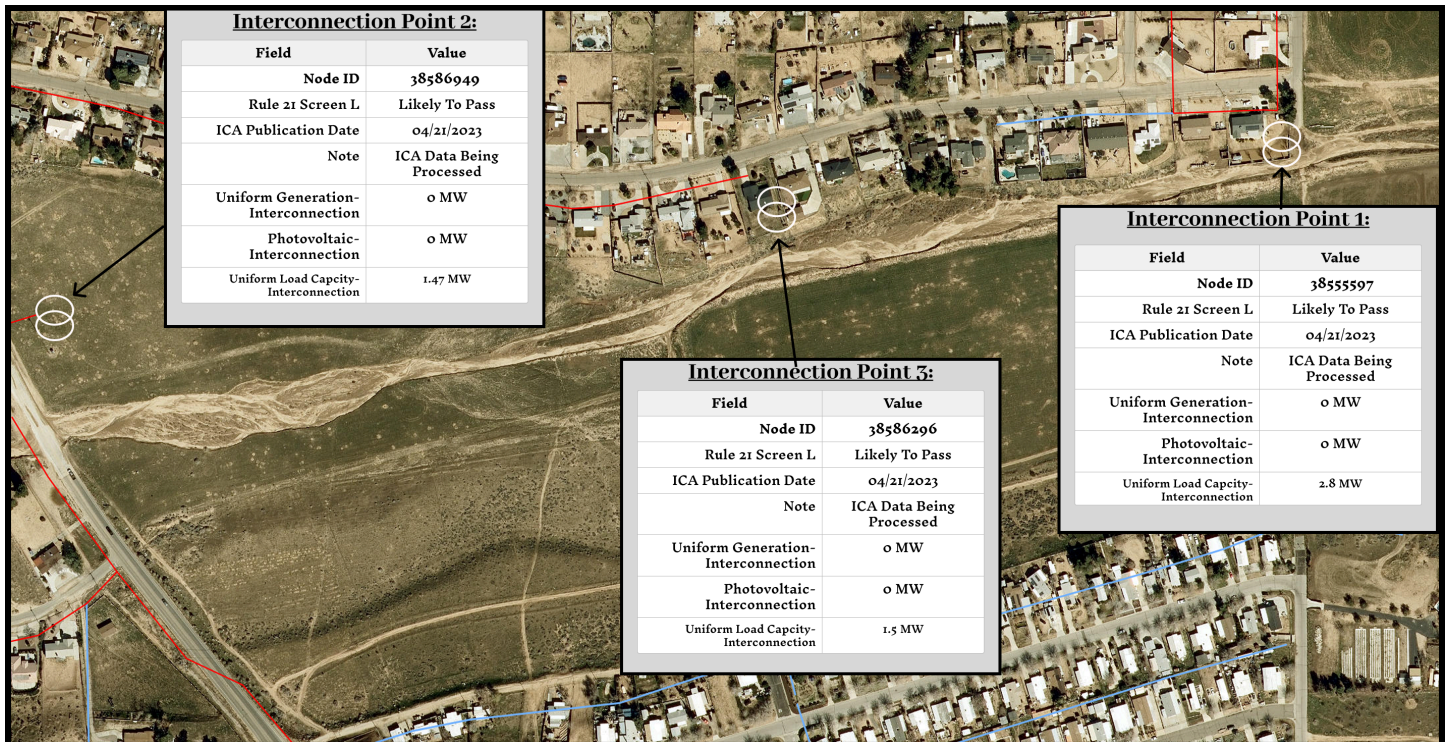 Interconnection Point 2:
Field Value
Node ID 38586949
Rule 21 Screen L Likely To Pass
ICA Publication Date 04/21/2023
Note ICA Data Being
Processed
Uniform Generation- 0 MW
Interconnection
Photovoltaic- 0 MW
Interconnection
Uniform Load Capcity- 1.47 MW
Interconnection
Interconnection Point 1:
Field Value
Node ID 38555597
Rule 21 Screen L Likely To Pass
ICA Publication Date 04/21/2023
Note ICA Data Being
Processed
Uniform Generation- 0 MW
Interconnection
Photovoltaic- 0 MW
Interconnection
Uniform Load Capcity- 2.8 MW
Interconnection
Interconnection Point 3:
Field Value
Node ID 38586296
Rule 21 Screen L Likely To Pass
ICA Publication Date 04/21/2023
Note ICA Data Being
Processed
Uniform Generation- 0 MW
Interconnection
Photovoltaic- 0 MW
Interconnection
Uniform Load Capcity- 1.5 MW
Interconnection